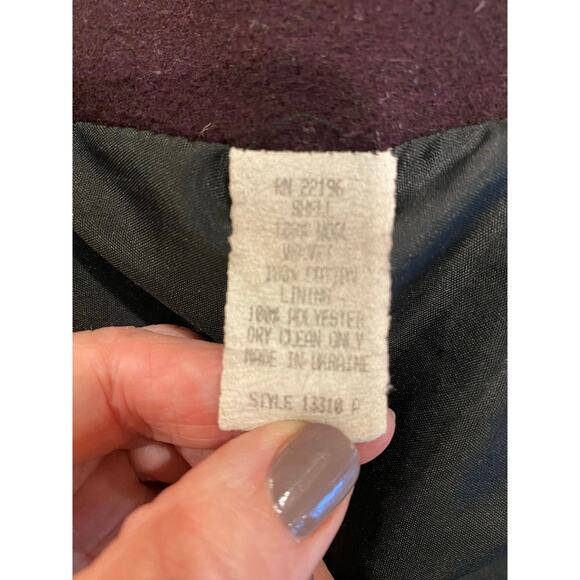 RN 22196
SHELL
100% WOOL
VELVET
100% COTTON
LINING
100% POLYESTER
DRY CLEAN ONLY
MADE IN UKRAINE
STYLE 13310 P